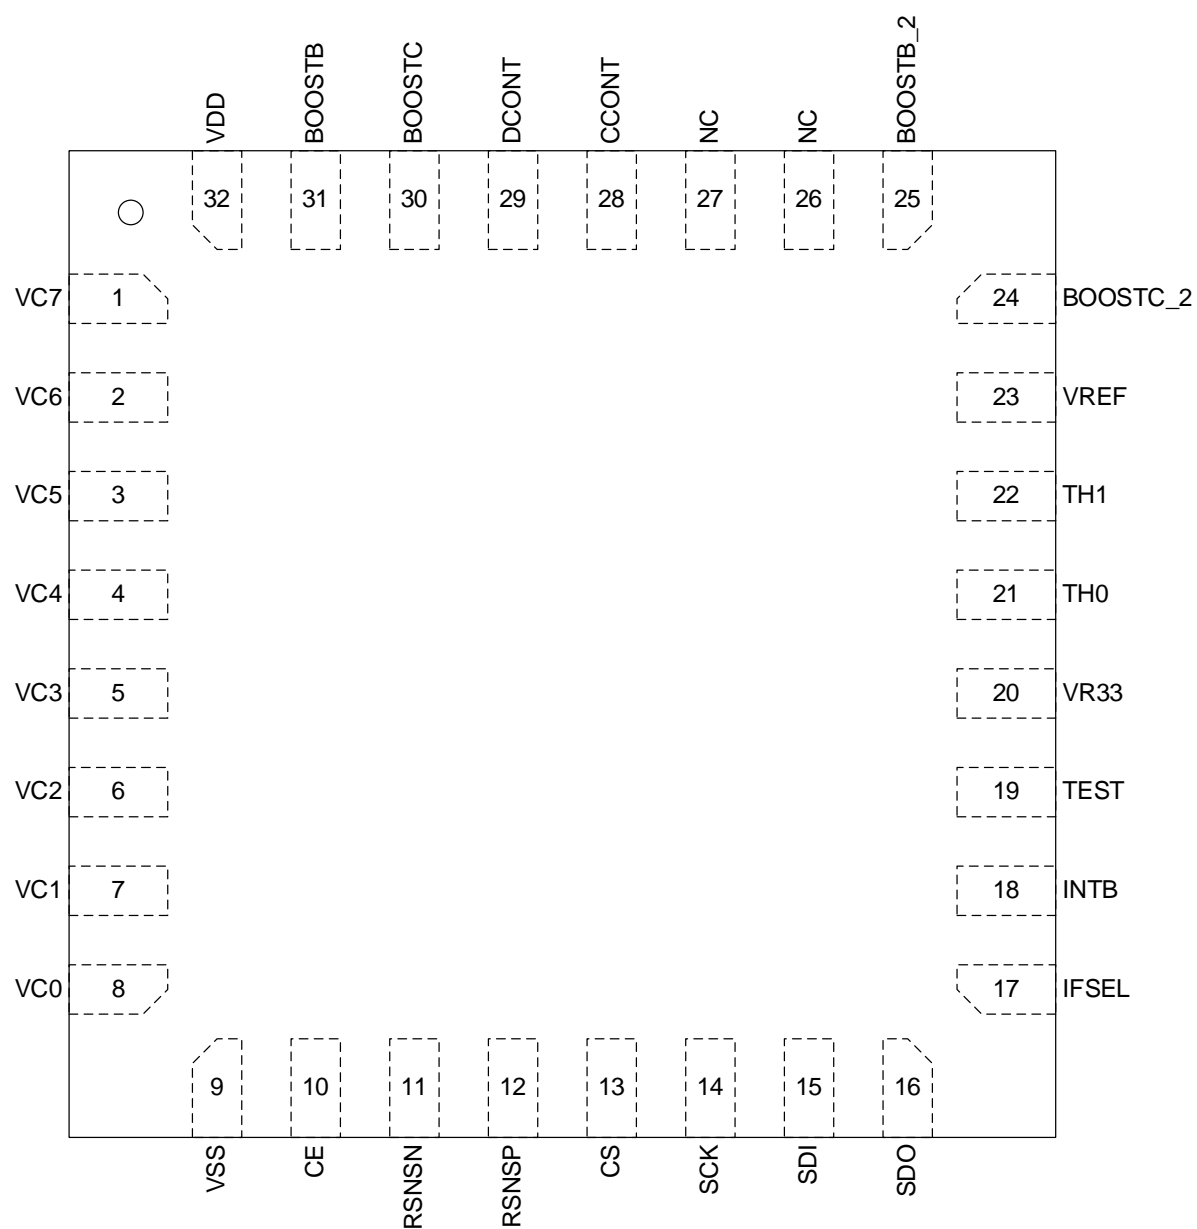 VDD BOOSTB BOOSTC DCONT CCONT NC NC BOOSTB_2
32 31 30 29 28 27 26 25
VC7 1 24 BOOSTC_2
VC6 2 23 VREF
VC5 3 22 TH1
VC4 4 21 TH0
VC3 5 20 VR33
VC2 6 19 TEST
VC1 7 18 INTB
VC0 8 17 IFSEL
9 10 11 12 13 14 15 16
VSS CE RSNSN RSNSP CS SCK SDI SDO